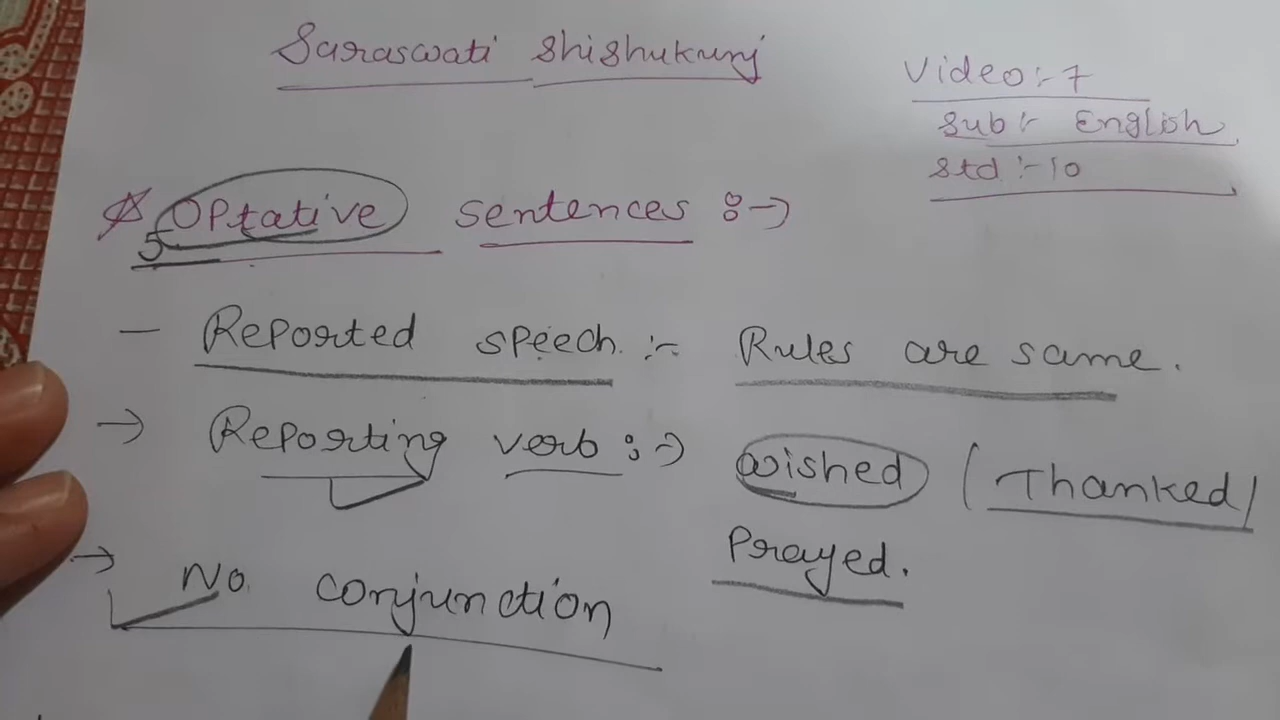 Saraswati Shishukunj
Video:- 7
Sub:- English
Std:- 10
5 Optative sentences :->
- Reported speech :- Rules are same.
-> Reporting verb :-> wished / Thanked /
Prayed.
-> No conjunction